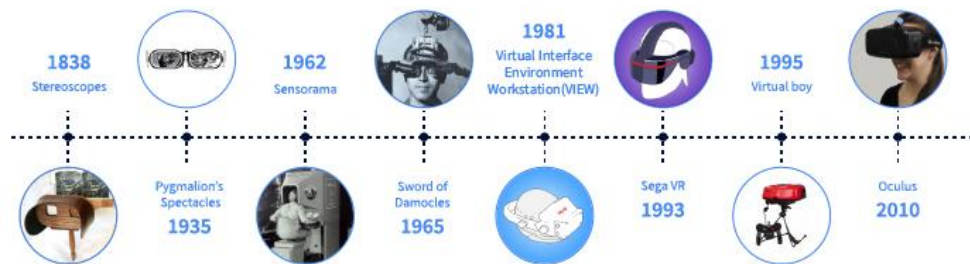 1838
Stereoscopes
Pygmalion's
Spectacles
1935
1962
Sensorama
Sword of
Damocles
1965
1981
Virtual Interface
Environment
Workstation(VIEW)
Sega VR
1993
1995
Virtual boy
Oculus
2010